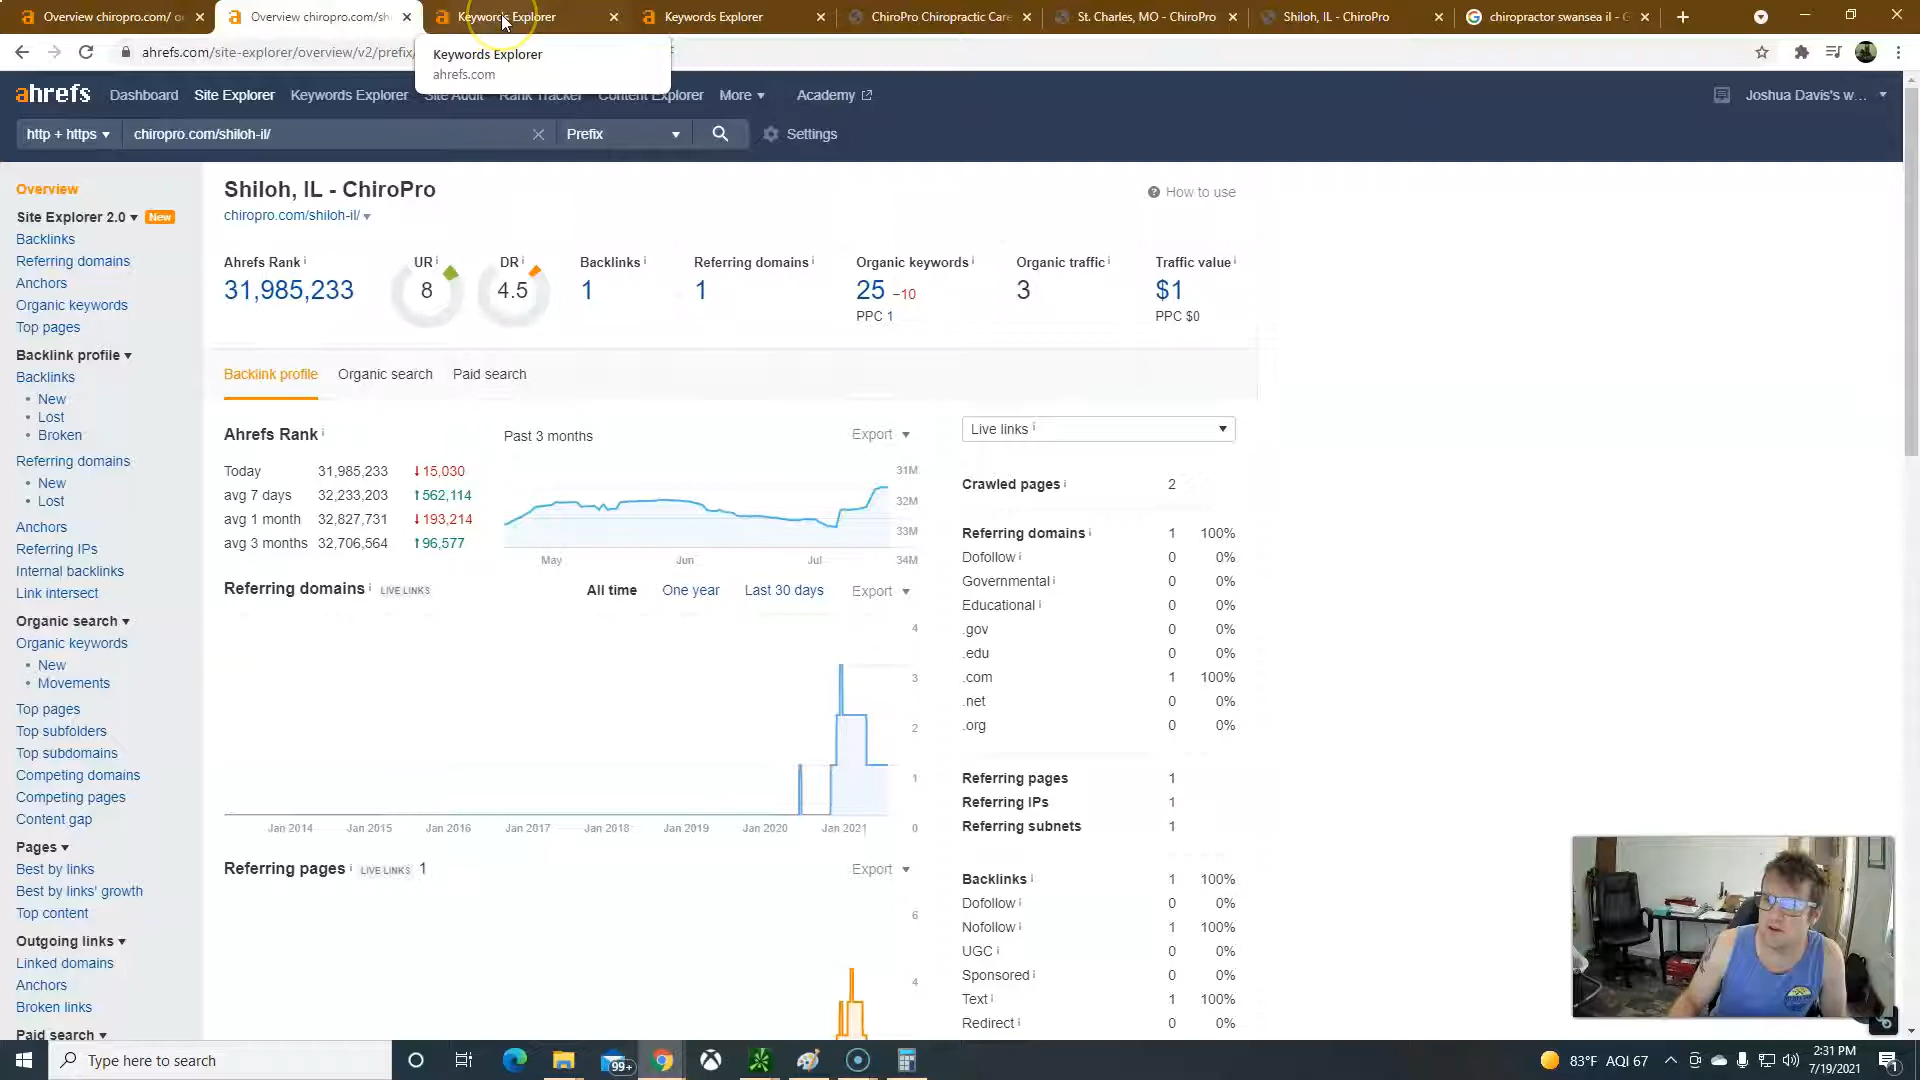 Overview chiropro.com/ o
Overview chiropro.com/sh
Keywords Explorer
Keywords Explorer
ChiroPro Chiropractic Care
St. Charles, MO - ChiroPro
Shiloh, IL - ChiroPro
chiropractor swansea il - G
ahrefs.com/site-explorer/overview/v2/prefix/
Keywords Explorer
ahrefs.com
ahrefs Dashboard Site Explorer Keywords Explorer Site Audit Rank Tracker Content Explorer More Academy Joshua Davis's w...
http + https chiropro.com/shiloh-il/ Prefix Settings
Overview
Site Explorer 2.0 New
Backlinks
Referring domains
Anchors
Organic keywords
Top pages
Backlink profile
Backlinks
• New
• Lost
• Broken
Referring domains
• New
• Lost
Anchors
Referring IPs
Internal backlinks
Link intersect
Organic search
Organic keywords
• New
• Movements
Top pages
Top subfolders
Top subdomains
Competing domains
Competing pages
Content gap
Pages
Best by links
Best by links' growth
Top content
Outgoing links
Linked domains
Anchors
Broken links
Paid search
Shiloh, IL - ChiroPro
How to use
chiropro.com/shiloh-il/
Ahrefs Rank UR DR Backlinks Referring domains Organic keywords Organic traffic Traffic value
31,985,233 8 4.5 1 1 25 −10 3 $1
PPC 1 PPC $0
Backlink profile Organic search Paid search
Ahrefs Rank Past 3 months Export
Today 31,985,233 ↓15,030
avg 7 days 32,233,203 ↑562,114
avg 1 month 32,827,731 ↓193,214
avg 3 months 32,706,564 ↑96,577
31M
32M
33M
34M
May Jun Jul
Referring domains LIVE LINKS All time One year Last 30 days Export
4
3
2
1
0
Jan 2014 Jan 2015 Jan 2016 Jan 2017 Jan 2018 Jan 2019 Jan 2020 Jan 2021
Referring pages LIVE LINKS 1 Export
6
4
Live links
Crawled pages 2
Referring domains 1 100%
Dofollow 0 0%
Governmental 0 0%
Educational 0 0%
.gov 0 0%
.edu 0 0%
.com 1 100%
.net 0 0%
.org 0 0%
Referring pages 1
Referring IPs 1
Referring subnets 1
Backlinks 1 100%
Dofollow 0 0%
Nofollow 1 100%
UGC 0 0%
Sponsored 0 0%
Text 1 100%
Redirect 0 0%
Type here to search
99+
83°F AQI 67
2:31 PM
7/19/2021
1